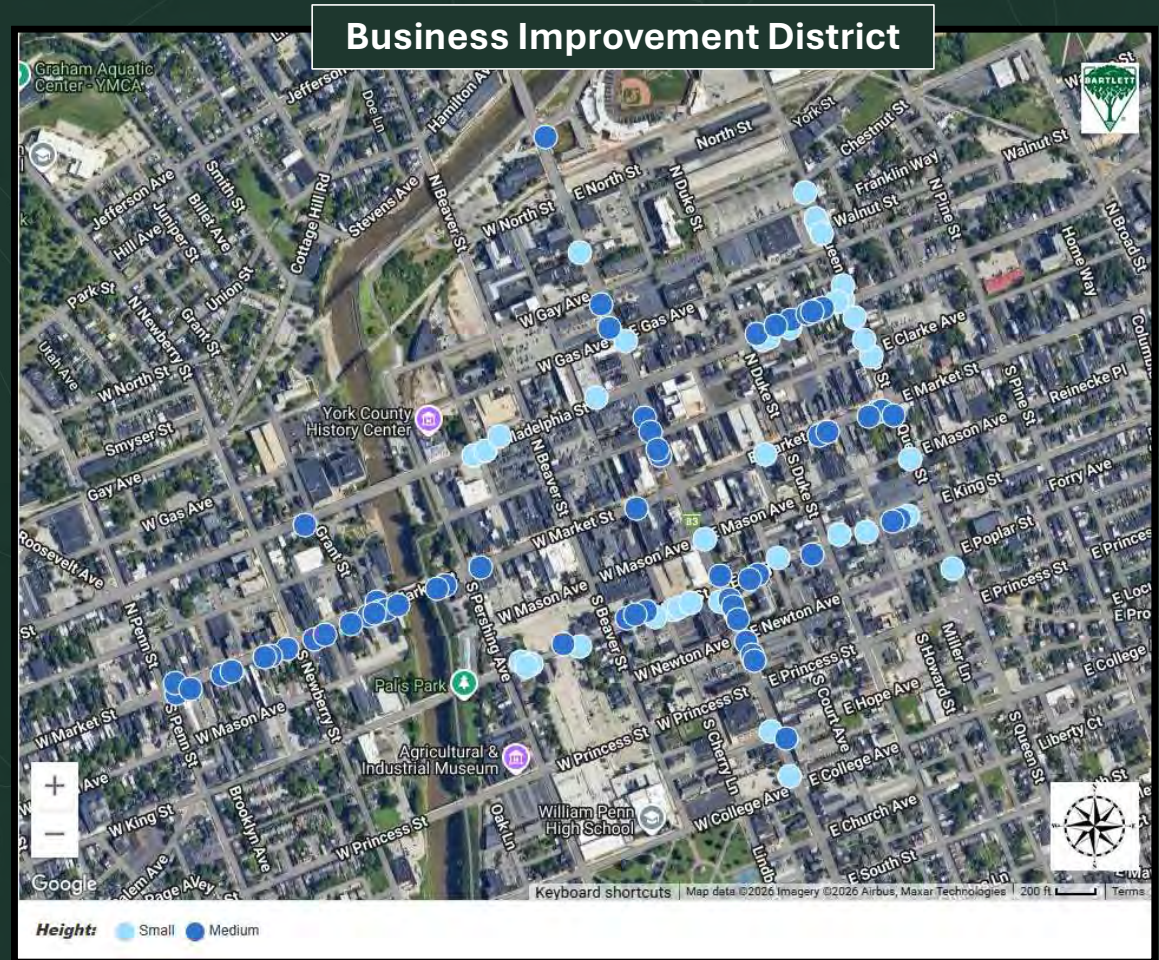 Business Improvement District
Graham Aquatic
Center - YMCA
Jefferson
Doe Ln
Hamilton Av
BARTLETT
York St
North St
Chestnut St
Walnut St
Franklin Way
Walnut St
N Pine St
N Broad St
Home Way
N Duke St
E North St
W North St
N Beaver St
Stevens Ave
Cottage Hill Rd
Smith St
Jefferson Ave
Juniper St
Billet Ave
Hill Ave
Union St
Park St
N Newberry St
Grant St
Utah Ave
W Gay Ave
E Gas Ave
W Gas Ave
E Clarke Ave
E Market St
S Pine St
Reinecke Pl
W North St
York County
History Center
ladelphia St
N Duke St
Smyser St
N Beaver St
E Mason Ave
Gay Ave
W Gas Ave
S Duke St
E King St
Forry Ave
Roosevelt Ave
Grant St
W Market St
83
E Mason Ave
E Poplar St
W Mason Ave
E Princess St
N Penn St
S Pershing Ave
W Mason Ave
S Beaver St
E Newton Ave
W Newton Ave
E Princess St
Miller Ln
S Howard St
E College
S Newberry St
Pal's Park
W Market St
S Penn St
W Mason Ave
W Princess St
S Court Ave
E Hope Ave
Liberty Ct
W Princess St
S Cherry Ln
S Queen St
Agricultural &
Industrial Museum
E College Ave
W King St
Brooklyn Ave
Oak Ln
William Penn
High School
W College Ave
E Church Ave
W Princess St
E South St
Google
Keyboard shortcuts Map data ©2026 Imagery ©2026 Airbus, Maxar Technologies 200 ft Terms
Height: Small Medium